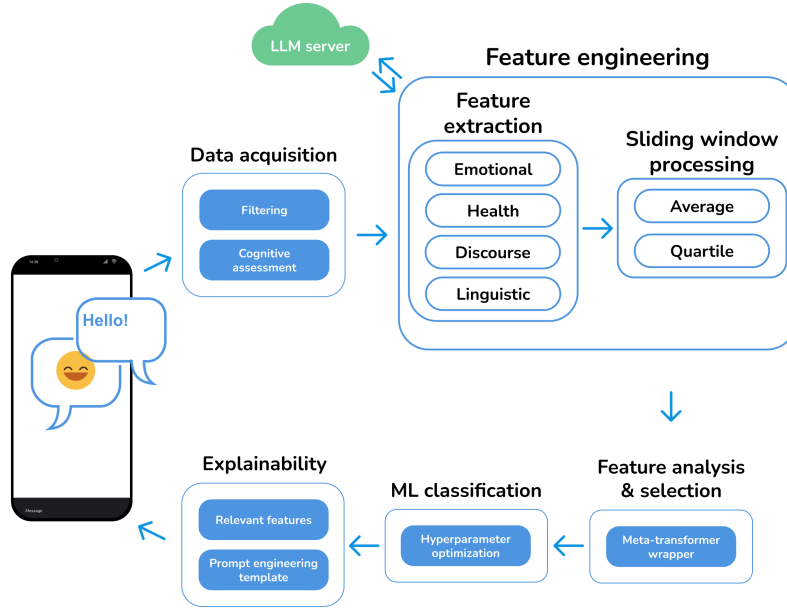 LLM server
Feature engineering
Feature
extraction
Emotional
Health
Discourse
Linguistic
Sliding window
processing
Average
Quartile
Data acquisition
Filtering
Cognitive
assessment
14:38
Hello!
Message
Explainability
Relevant features
Prompt engineering
template
ML classification
Hyperparameter
optimization
Feature analysis
& selection
Meta-transformer
wrapper